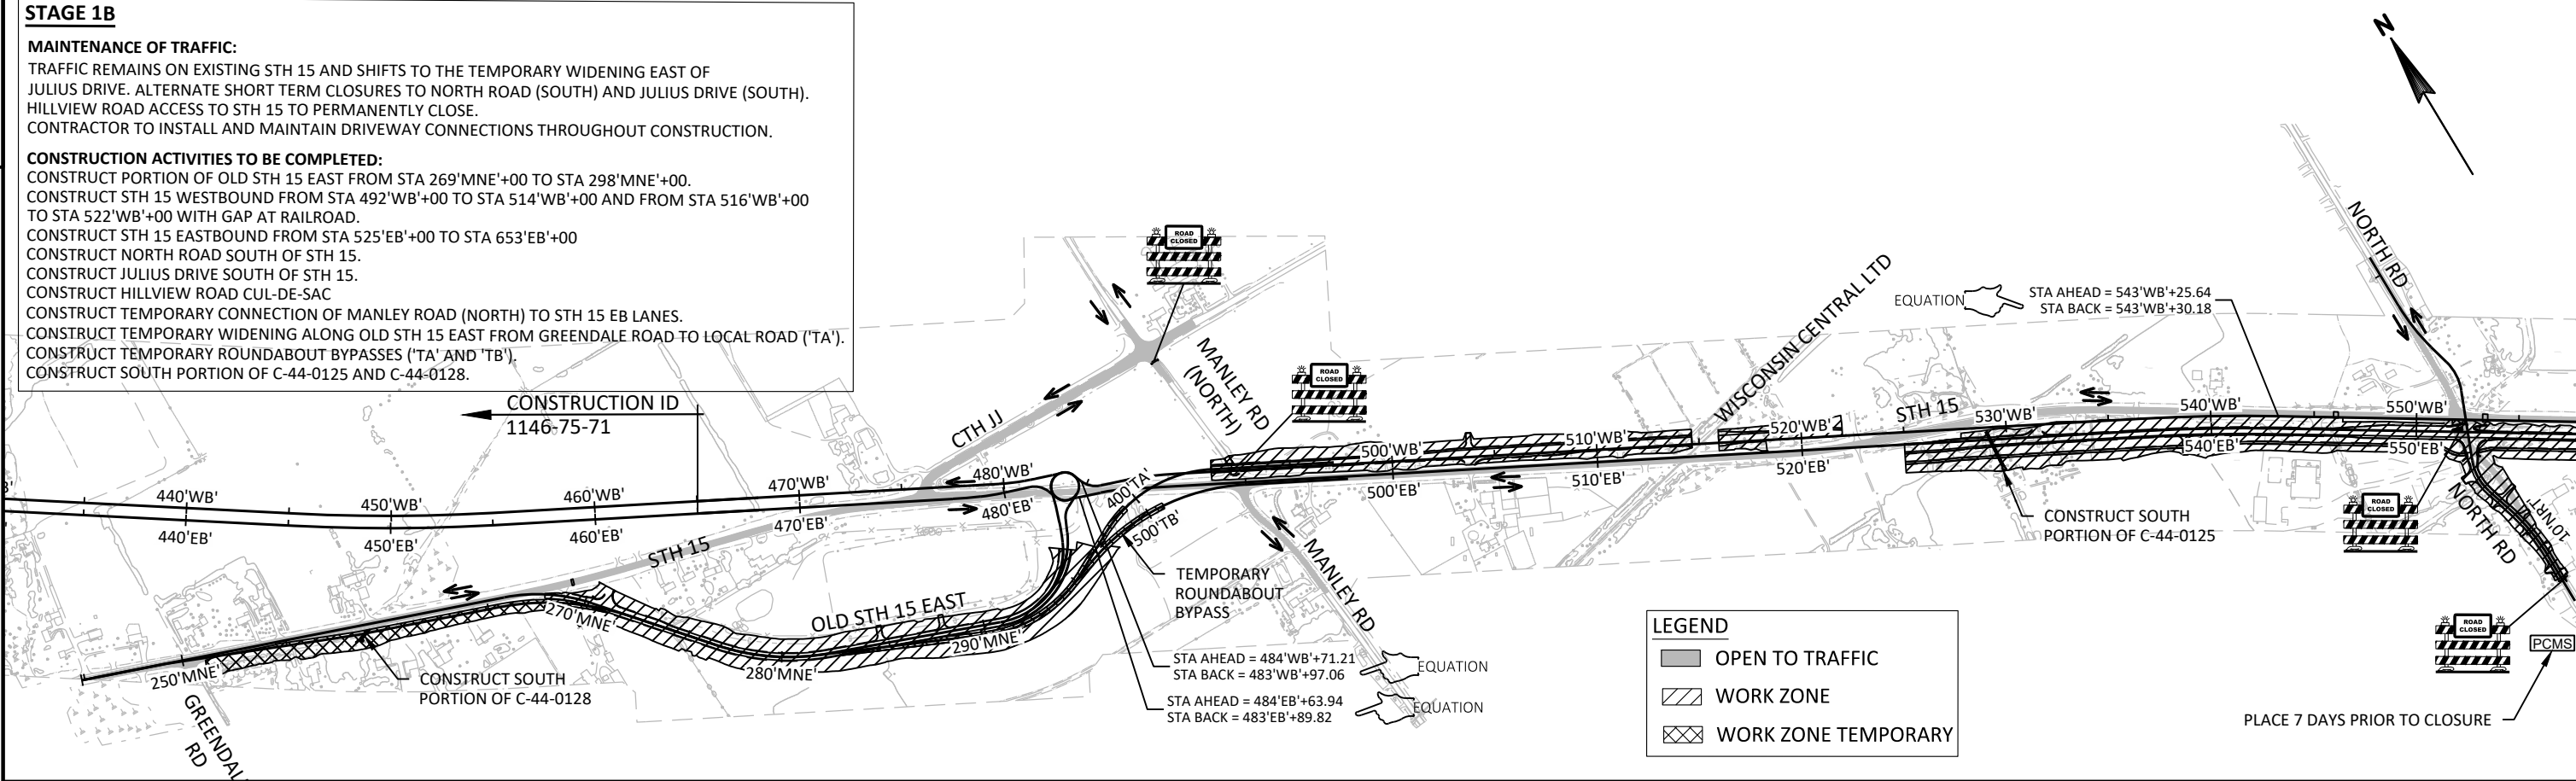 STAGE 1B
MAINTENANCE OF TRAFFIC:
TRAFFIC REMAINS ON EXISTING STH 15 AND SHIFTS TO THE TEMPORARY WIDENING EAST OF
JULIUS DRIVE. ALTERNATE SHORT TERM CLOSURES TO NORTH ROAD (SOUTH) AND JULIUS DRIVE (SOUTH).
HILLVIEW ROAD ACCESS TO STH 15 TO PERMANENTLY CLOSE.
CONTRACTOR TO INSTALL AND MAINTAIN DRIVEWAY CONNECTIONS THROUGHOUT CONSTRUCTION.
CONSTRUCTION ACTIVITIES TO BE COMPLETED:
CONSTRUCT PORTION OF OLD STH 15 EAST FROM STA 269'MNE'+00 TO STA 298'MNE'+00.
CONSTRUCT STH 15 WESTBOUND FROM STA 492'WB'+00 TO STA 514'WB'+00 AND FROM STA 516'WB'+00
TO STA 522'WB'+00 WITH GAP AT RAILROAD.
CONSTRUCT STH 15 EASTBOUND FROM STA 525'EB'+00 TO STA 653'EB'+00
CONSTRUCT NORTH ROAD SOUTH OF STH 15.
CONSTRUCT JULIUS DRIVE SOUTH OF STH 15.
CONSTRUCT HILLVIEW ROAD CUL-DE-SAC
CONSTRUCT TEMPORARY CONNECTION OF MANLEY ROAD (NORTH) TO STH 15 EB LANES.
CONSTRUCT TEMPORARY WIDENING ALONG OLD STH 15 EAST FROM GREENDALE ROAD TO LOCAL ROAD ('TA').
CONSTRUCT TEMPORARY ROUNDABOUT BYPASSES ('TA' AND 'TB').
CONSTRUCT SOUTH PORTION OF C-44-0125 AND C-44-0128.
N
ROAD
CLOSED
NORTH RD
WISCONSIN CENTRAL LTD
EQUATION
STA AHEAD = 543'WB'+25.64
STA BACK = 543'WB'+30.18
CONSTRUCTION ID
1146-75-71
CTH JJ
MANLEY RD
(NORTH)
ROAD
CLOSED
440'WB'
450'WB'
460'WB'
470'WB'
480'WB'
500'WB'
510'WB'
520'WB'
STH 15
530'WB'
540'WB'
550'WB'
440'EB'
450'EB'
460'EB'
470'EB'
480'EB'
400'TA'
500'TB'
500'EB'
510'EB'
520'EB'
540'EB'
550'EB'
STH 15
CONSTRUCT SOUTH
PORTION OF C-44-0125
ROAD
CLOSED
NORTH RD
10'NRT'
TEMPORARY
ROUNDABOUT
BYPASS
MANLEY RD
OLD STH 15 EAST
250'MNE'
270'MNE'
280'MNE'
290'MNE'
GREENDAL
RD
CONSTRUCT SOUTH
PORTION OF C-44-0128
STA AHEAD = 484'WB'+71.21
STA BACK = 483'WB'+97.06
EQUATION
STA AHEAD = 484'EB'+63.94
STA BACK = 483'EB'+89.82
EQUATION
LEGEND
OPEN TO TRAFFIC
WORK ZONE
WORK ZONE TEMPORARY
ROAD
CLOSED
PCMS
PLACE 7 DAYS PRIOR TO CLOSURE